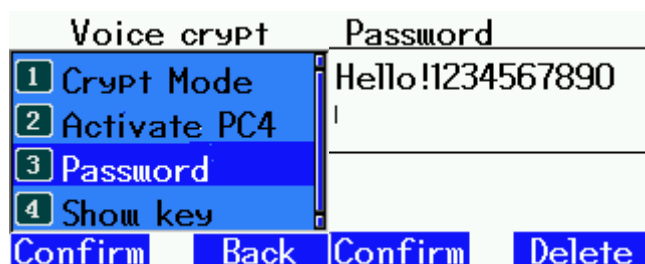 Voice crypt
1 Crypt Mode
2 Activate PC4
3 Password
4 Show key
Confirm Back
Password
Hello!1234567890
Confirm Delete